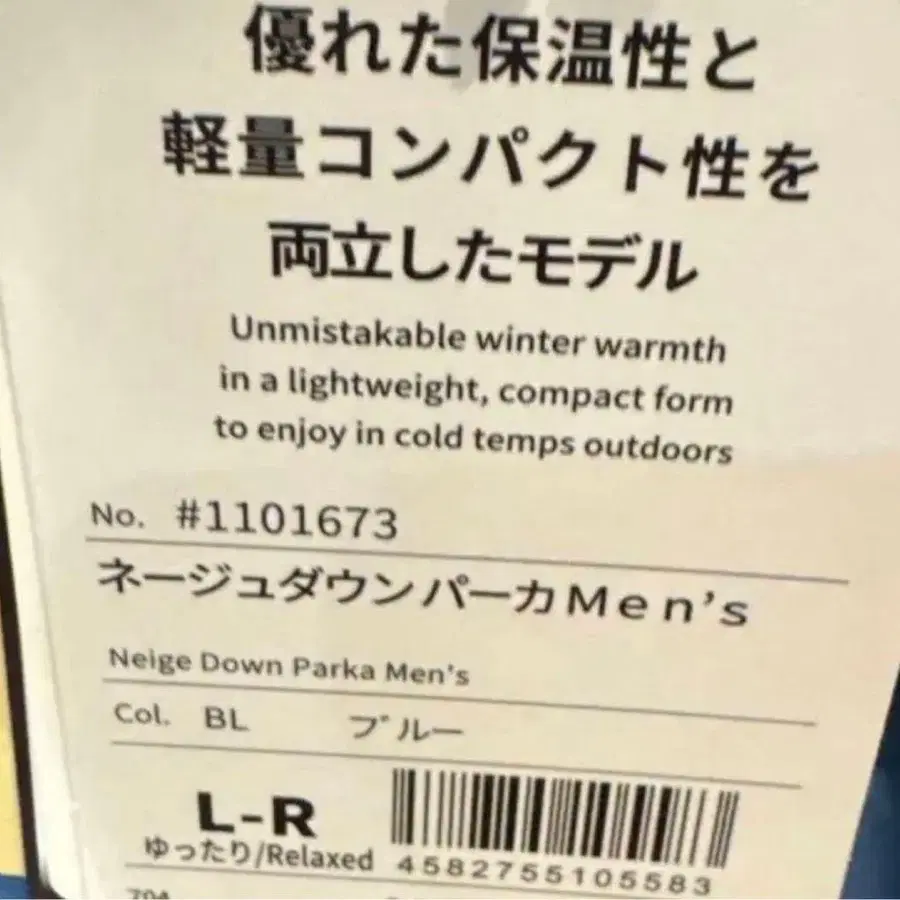 優れた保温性と
軽量コンパクト性を
両立したモデル
Unmistakable winter warmth
in a lightweight, compact form
to enjoy in cold temps outdoors
No. #1101673
ネージュダウンパーカMen's
Neige Down Parka Men's
Col. BL ブルー
L-R
ゆったり/Relaxed
4582755105583